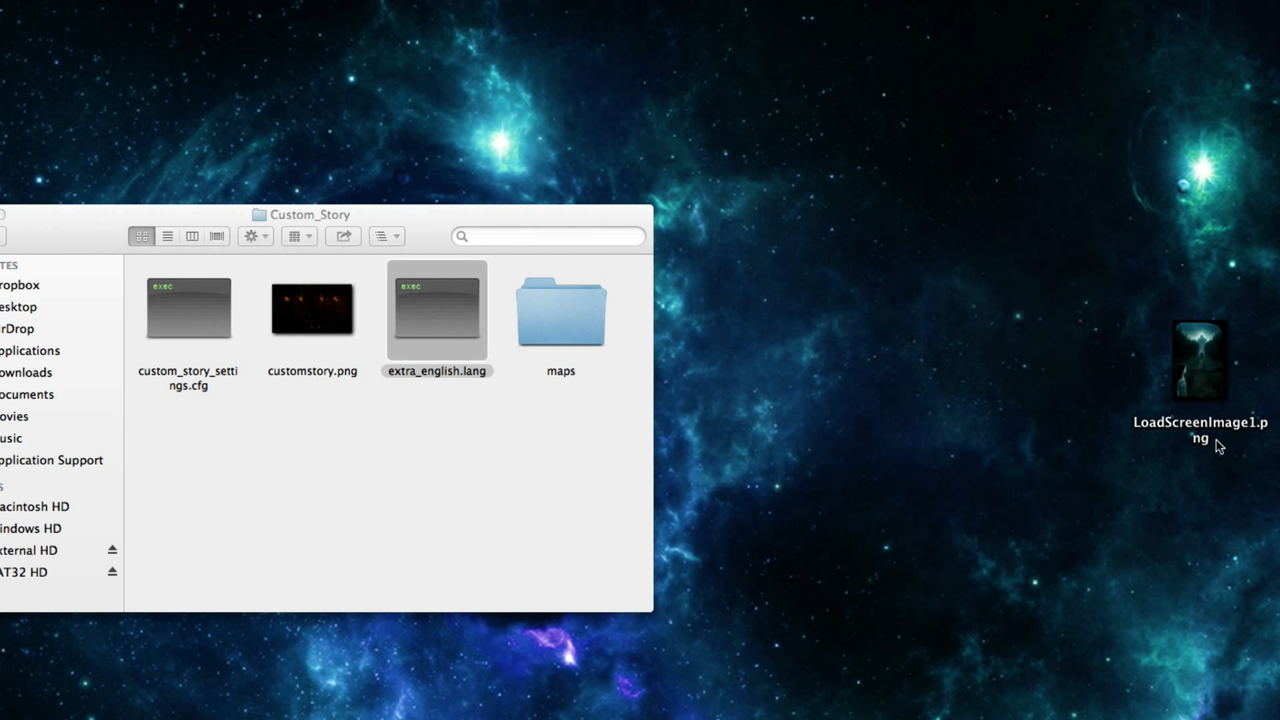 Custom_Story
TES
ropbox
esktop
irDrop
pplications
ownloads
ocuments
ovies
usic
pplication Support
S
acintosh HD
indows HD
xternal HD
AT32 HD
exec
custom_story_setti
ngs.cfg
customstory.png
exec
extra_english.lang
maps
LoadScreenImage1.p
ng